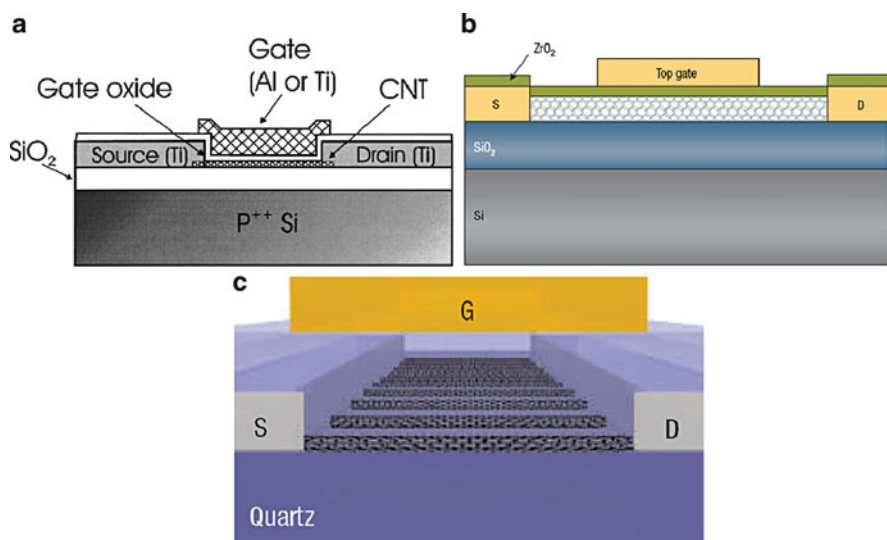 a
Gate
(Al or Ti)
Gate oxide
CNT
SiO₂
Source (Ti)
Drain (Ti)
P⁺⁺ Si
b
ZrO₂
Top gate
S
D
SiO₂
Si
c
G
S
D
Quartz